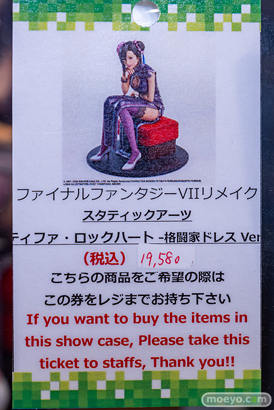 ファイナルファンタジーVIIリメイク
スタティックアーツ
ティファ・ロックハート -格闘家ドレス Ver
(税込) 19,580
こちらの商品をご希望の際は
この券をレジまでお持ち下さい
If you want to buy the items in
this show case, Please take this
ticket to staffs, Thank you!!
moeyo.com